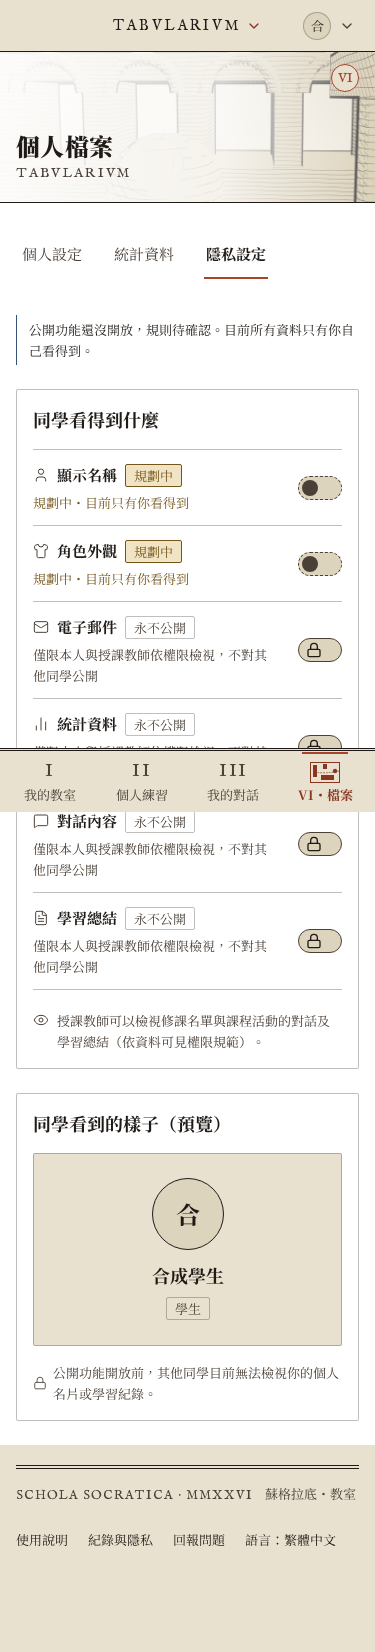 TABVLARIVM
合
VI
個人檔案
TABVLARIVM
個人設定 統計資料 隱私設定
公開功能還沒開放，規則待確認。目前所有資料只有你自
己看得到。
同學看得到什麼
顯示名稱 規劃中
規劃中・目前只有你看得到
角色外觀 規劃中
規劃中・目前只有你看得到
電子郵件 永不公開
僅限本人與授課教師依權限檢視，不對其
他同學公開
統計資料 永不公開
I II III
我的教室 個人練習 我的對話 VI・檔案
對話內容 永不公開
僅限本人與授課教師依權限檢視，不對其
他同學公開
學習總結 永不公開
僅限本人與授課教師依權限檢視，不對其
他同學公開
授課教師可以檢視修課名單與課程活動的對話及
學習總結（依資料可見權限規範）。
同學看到的樣子（預覽）
合
合成學生
學生
公開功能開放前，其他同學目前無法檢視你的個人
名片或學習紀錄。
SCHOLA SOCRATICA · MMXXVI 蘇格拉底・教室
使用說明 紀錄與隱私 回報問題 語言：繁體中文